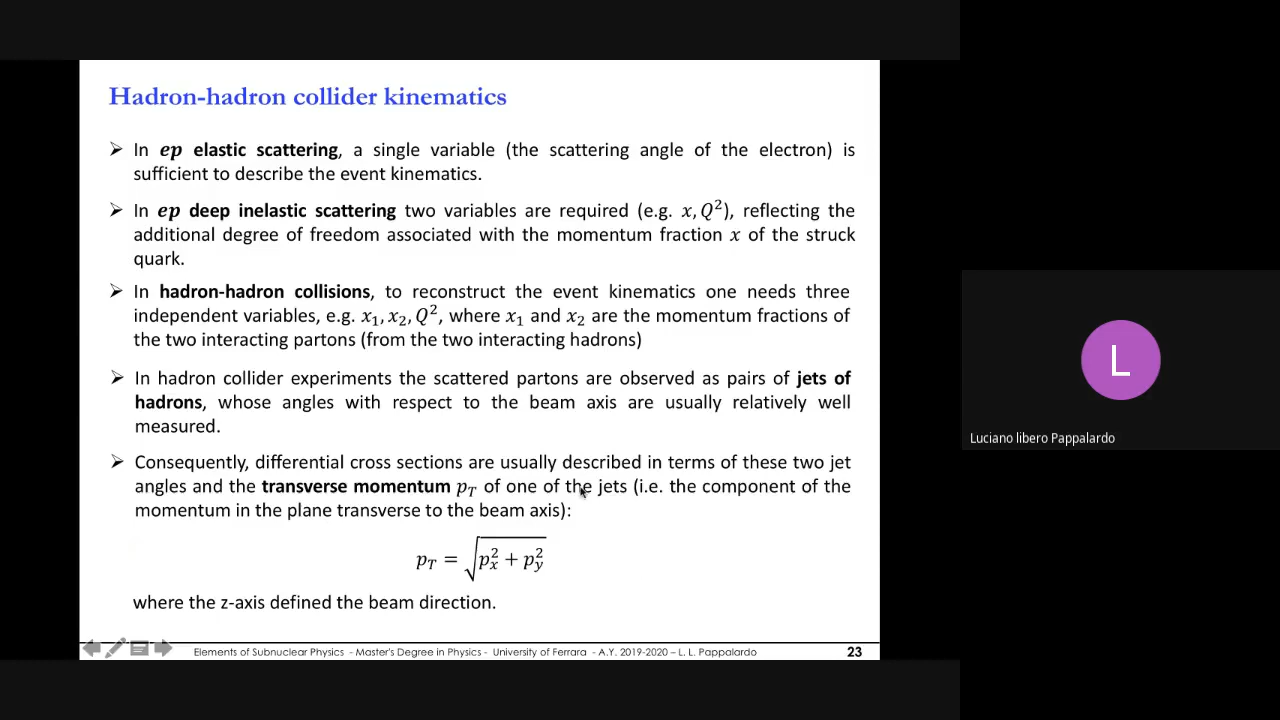 Hadron-hadron collider kinematics
➢ In ep elastic scattering, a single variable (the scattering angle of the electron) is
sufficient to describe the event kinematics.
➢ In ep deep inelastic scattering two variables are required (e.g. x, Q²), reflecting the
additional degree of freedom associated with the momentum fraction x of the struck
quark.
➢ In hadron-hadron collisions, to reconstruct the event kinematics one needs three
independent variables, e.g. x₁, x₂, Q², where x₁ and x₂ are the momentum fractions of
the two interacting partons (from the two interacting hadrons)
➢ In hadron collider experiments the scattered partons are observed as pairs of jets of
hadrons, whose angles with respect to the beam axis are usually relatively well
measured.
➢ Consequently, differential cross sections are usually described in terms of these two jet
angles and the transverse momentum p_T of one of the jets (i.e. the component of the
momentum in the plane transverse to the beam axis):
p_T = √(p_x² + p_y²)
where the z-axis defined the beam direction.
Elements of Subnuclear Physics - Master's Degree in Physics - University of Ferrara - A.Y. 2019-2020 – L. L. Pappalardo
23
L
Luciano libero Pappalardo